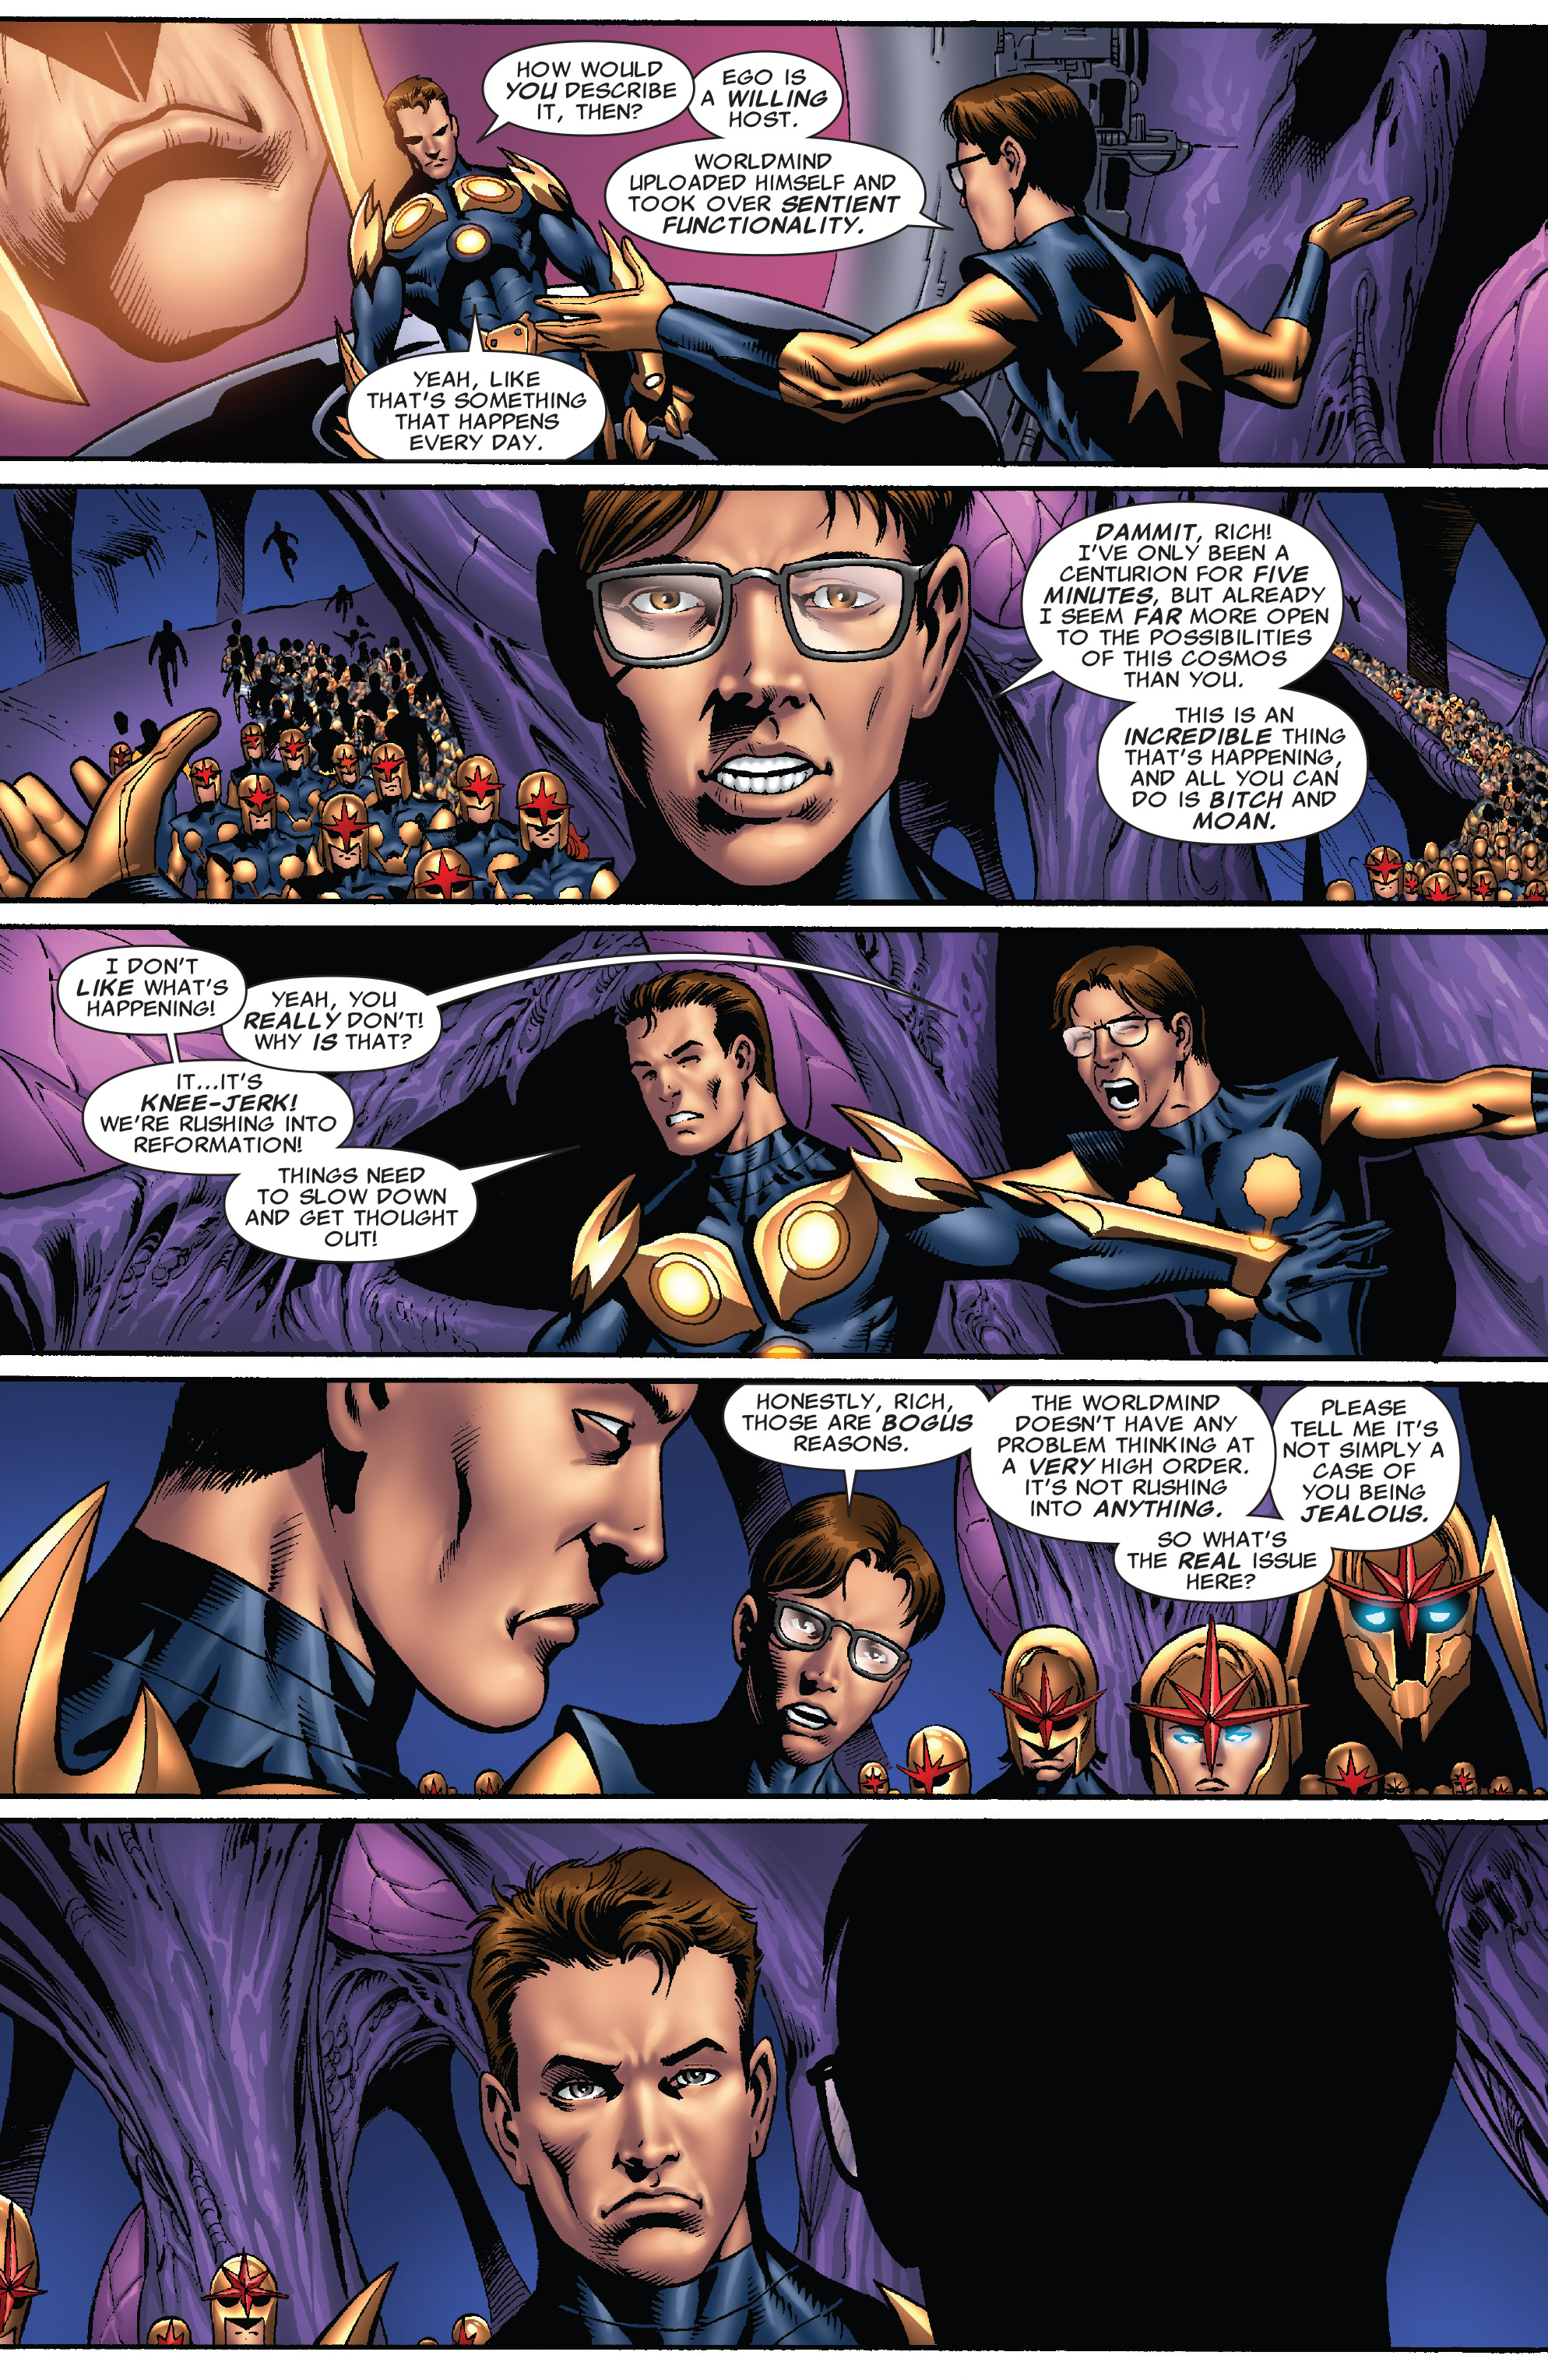 HOW WOULD
YOU DESCRIBE
IT, THEN?
EGO IS
A WILLING
HOST.
WORLDMIND
UPLOADED HIMSELF AND
TOOK OVER SENTIENT
FUNCTIONALITY.
YEAH, LIKE
THAT'S SOMETHING
THAT HAPPENS
EVERY DAY.
DAMMIT, RICH!
I'VE ONLY BEEN A
CENTURION FOR FIVE
MINUTES, BUT ALREADY
I SEEM FAR MORE OPEN
TO THE POSSIBILITIES
OF THIS COSMOS
THAN YOU.
THIS IS AN
INCREDIBLE THING
THAT'S HAPPENING,
AND ALL YOU CAN
DO IS BITCH AND
MOAN.
I DON'T
LIKE WHAT'S
HAPPENING!
YEAH, YOU
REALLY DON'T!
WHY IS THAT?
IT...IT'S
KNEE-JERK!
WE'RE RUSHING INTO
REFORMATION!
THINGS NEED
TO SLOW DOWN
AND GET THOUGHT
OUT!
HONESTLY, RICH,
THOSE ARE BOGUS
REASONS.
THE WORLDMIND
DOESN'T HAVE ANY
PROBLEM THINKING AT
A VERY HIGH ORDER.
IT'S NOT RUSHING
INTO ANYTHING.
PLEASE
TELL ME IT'S
NOT SIMPLY A
CASE OF
YOU BEING
JEALOUS.
SO WHAT'S
THE REAL ISSUE
HERE?